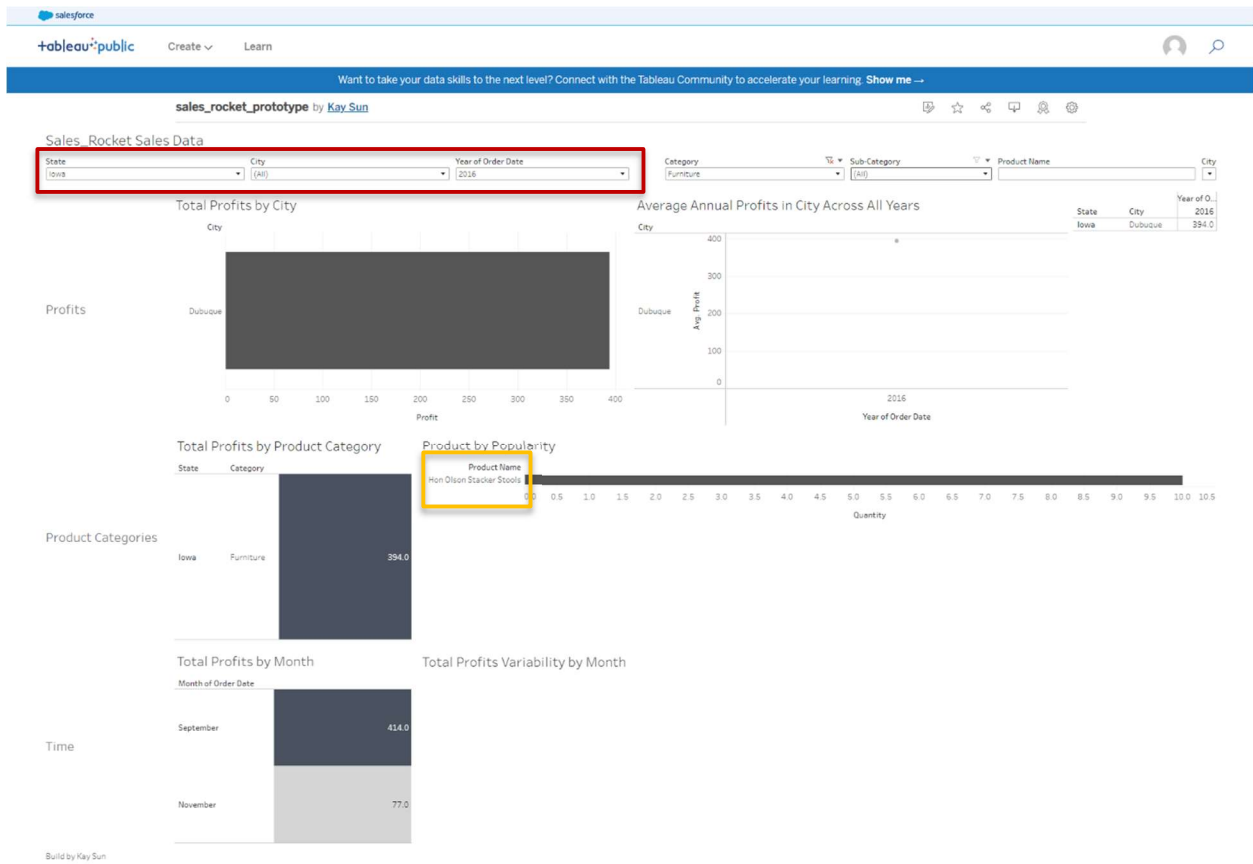 salesforce
+ableau public
Create
Learn
Want to take your data skills to the next level? Connect with the Tableau Community to accelerate your learning. Show me →
sales_rocket_prototype by Kay Sun
Sales_Rocket Sales Data
State City Year of Order Date Category Sub-Category Product Name City
Iowa (All) 2016 Furniture (All)
Total Profits by City
City
Dubuque
0 50 100 150 200 250 300 350 400
Profit
Profits
Average Annual Profits in City Across All Years
City
400
300
200
100
0
Avg. Profit
Dubuque
2016
Year of Order Date
Year of O..
State City 2016
Iowa Dubuque 394.0
Total Profits by Product Category
State Category
Iowa Furniture 394.0
Product Categories
Product by Popularity
Product Name
Hon Olson Stacker Stools
0.0 0.5 1.0 1.5 2.0 2.5 3.0 3.5 4.0 4.5 5.0 5.5 6.0 6.5 7.0 7.5 8.0 8.5 9.0 9.5 10.0 10.5
Quantity
Total Profits by Month
Month of Order Date
September 414.0
November 77.0
Time
Total Profits Variability by Month
Build by Kay Sun